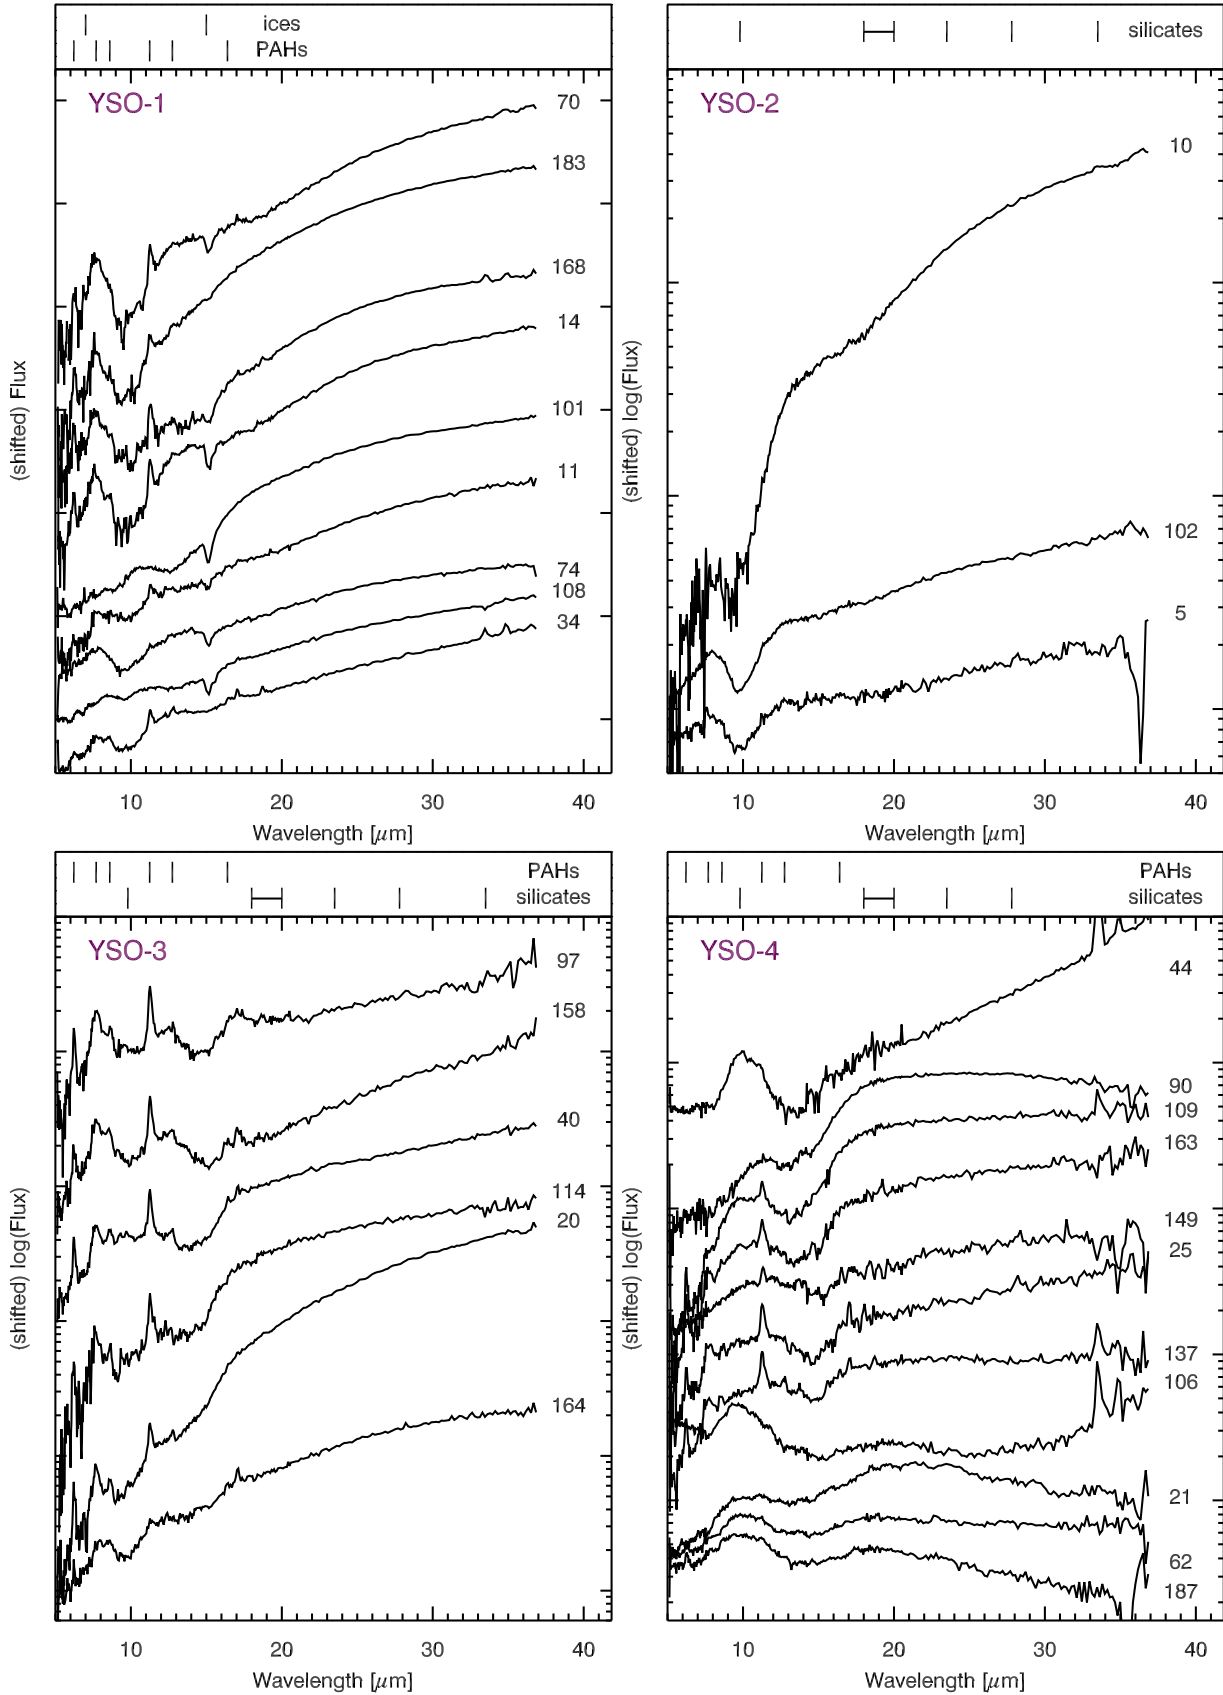 ices
PAHs
YSO-1
70
183
168
14
101
11
74
108
34
(shifted) Flux
10 20 30 40
Wavelength [μm]
silicates
YSO-2
10
102
5
(shifted) log(Flux)
10 20 30 40
Wavelength [μm]
PAHs
silicates
YSO-3
97
158
40
114
20
164
(shifted) log(Flux)
10 20 30 40
Wavelength [μm]
PAHs
silicates
YSO-4
44
90
109
163
149
25
137
106
21
62
187
(shifted) log(Flux)
10 20 30 40
Wavelength [μm]